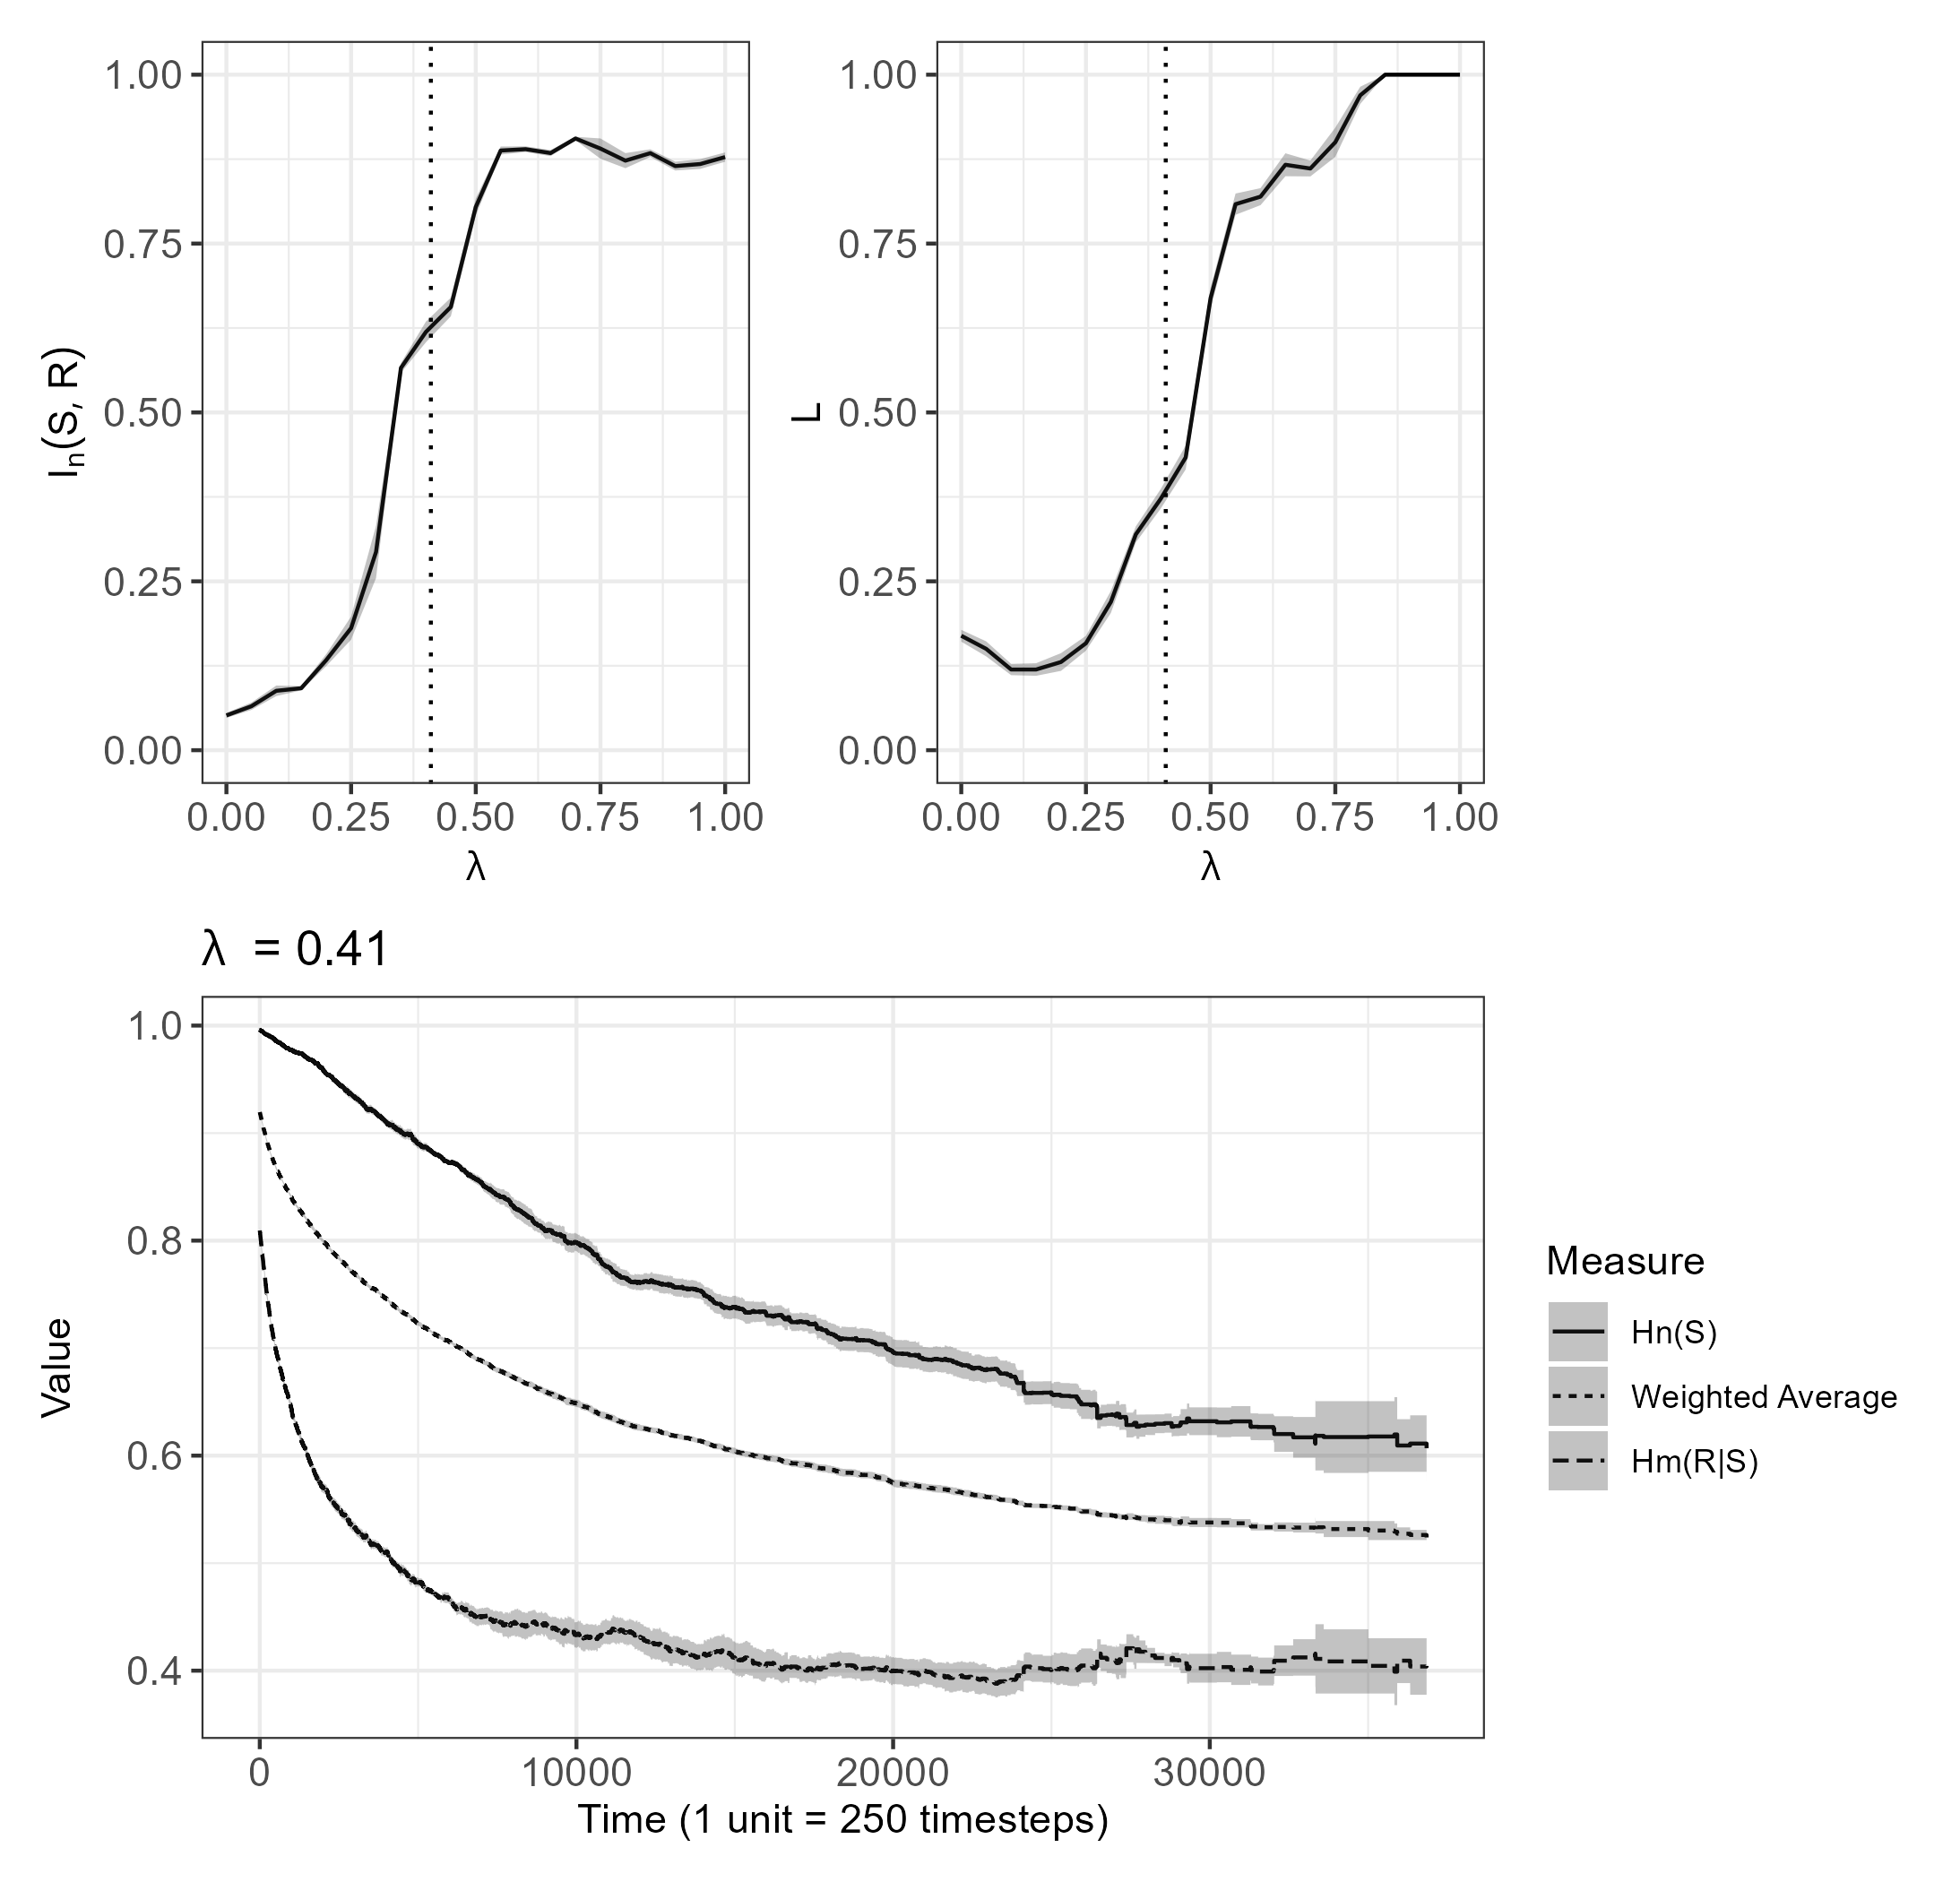 1.00
0.75
0.50
0.25
0.00
Iₙ(S, R)
0.00 0.25 0.50 0.75 1.00
λ
1.00
0.75
0.50
0.25
0.00
L
0.00 0.25 0.50 0.75 1.00
λ
λ = 0.41
1.0
0.8
0.6
0.4
Value
0 10000 20000 30000
Time (1 unit = 250 timesteps)
Measure
Hn(S)
Weighted Average
Hm(R|S)